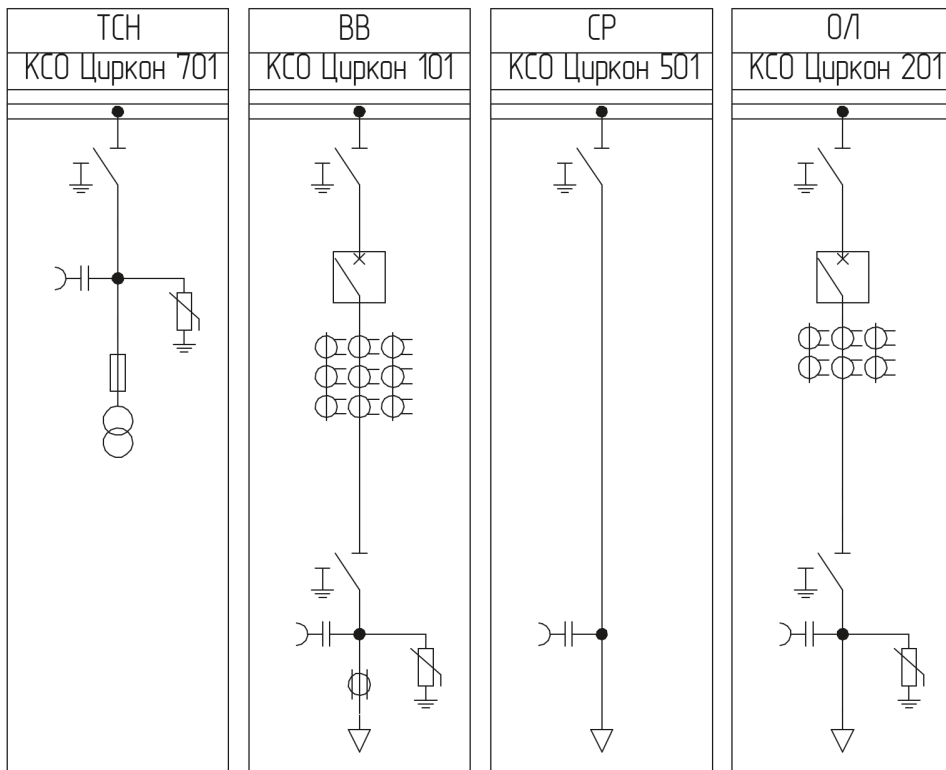 ТСН
КСО Циркон 701
ВВ
КСО Циркон 101
СР
КСО Циркон 501
ОЛ
КСО Циркон 201